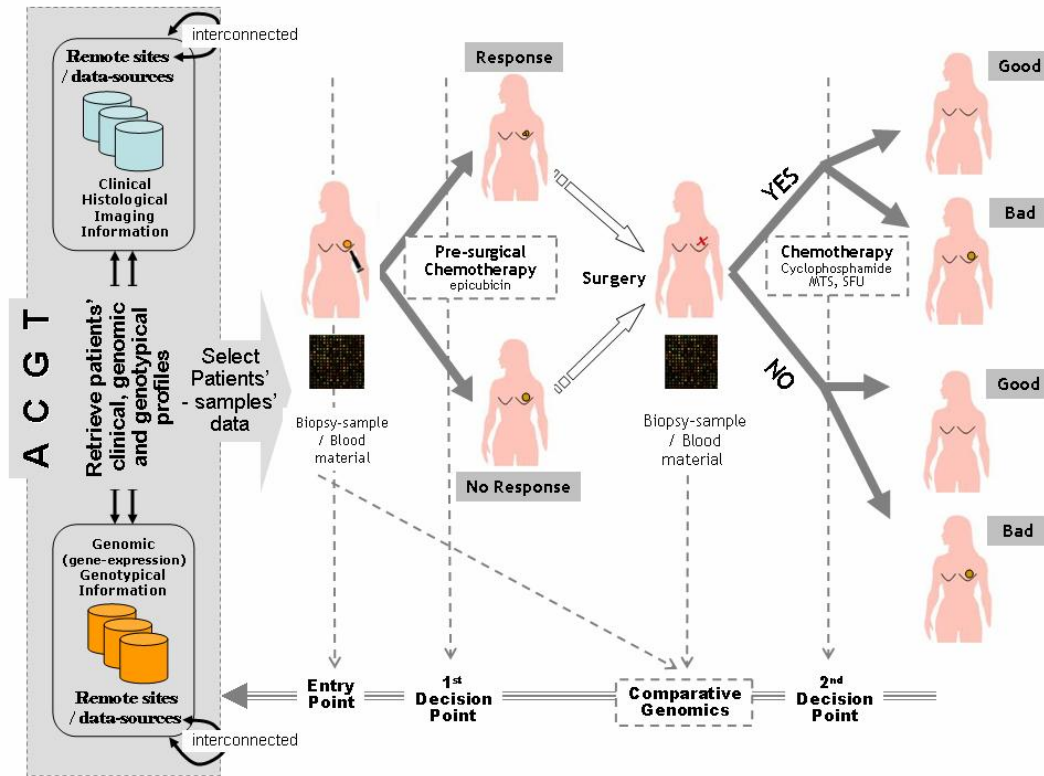 interconnected
Remote sites
/ data-sources
Clinical
Histological
Imaging
Information
A C G T
Retrieve patients'
clinical, genomic
and genotypical
profiles
Genomic
(gene-expression)
Genotypical
Information
Remote sites
/ data-sources
interconnected
Select
Patients'
- samples'
data
Biopsy-sample
/ Blood
material
Response
Pre-surgical
Chemotherapy
epicubicin
No Response
Surgery
Biopsy-sample
/ Blood
material
YES
NO
Chemotherapy
Cyclophosphamide
MTS, SFU
Good
Bad
Good
Bad
Entry
Point
1st
Decision
Point
Comparative
Genomics
2nd
Decision
Point